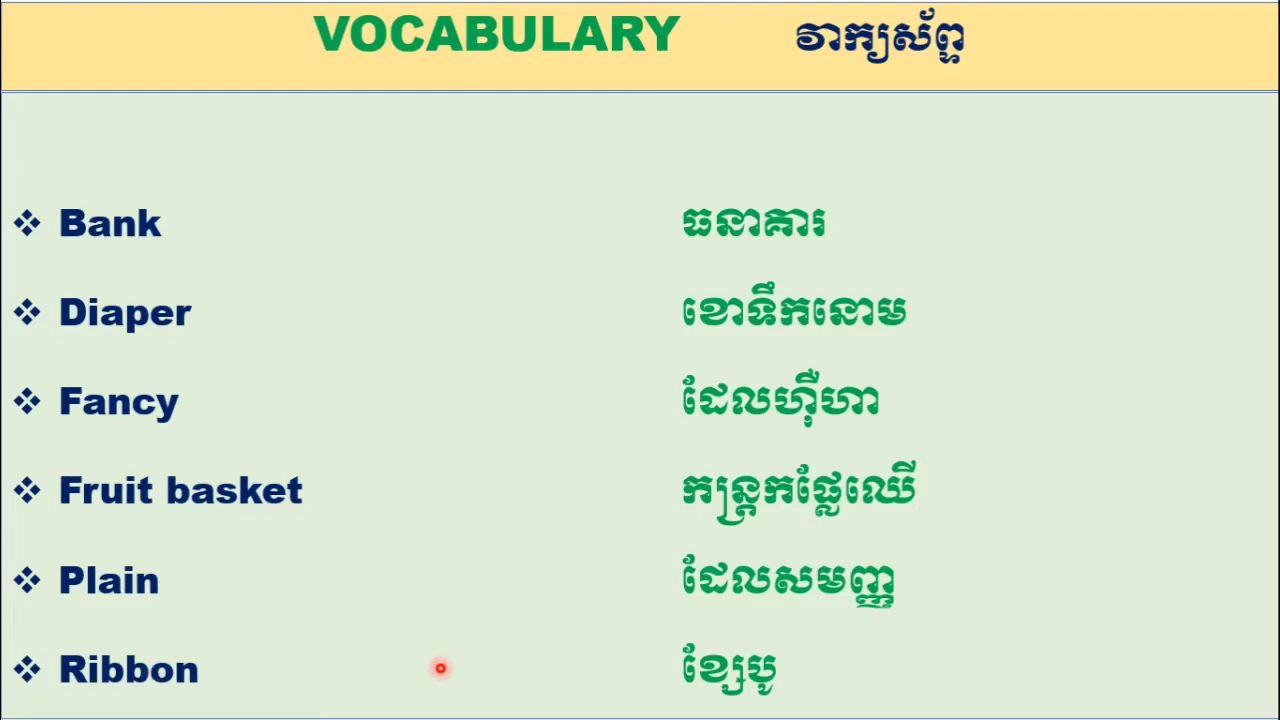 VOCABULARY វាក្យស័ព្ទ
❖ Bank ធនាគារ
❖ Diaper ខោទឹកនោម
❖ Fancy ដែលហ៊ឺហា
❖ Fruit basket កន្ត្រកផ្លែឈើ
❖ Plain ដែលសមញ្ញ
❖ Ribbon ខ្សែបូ